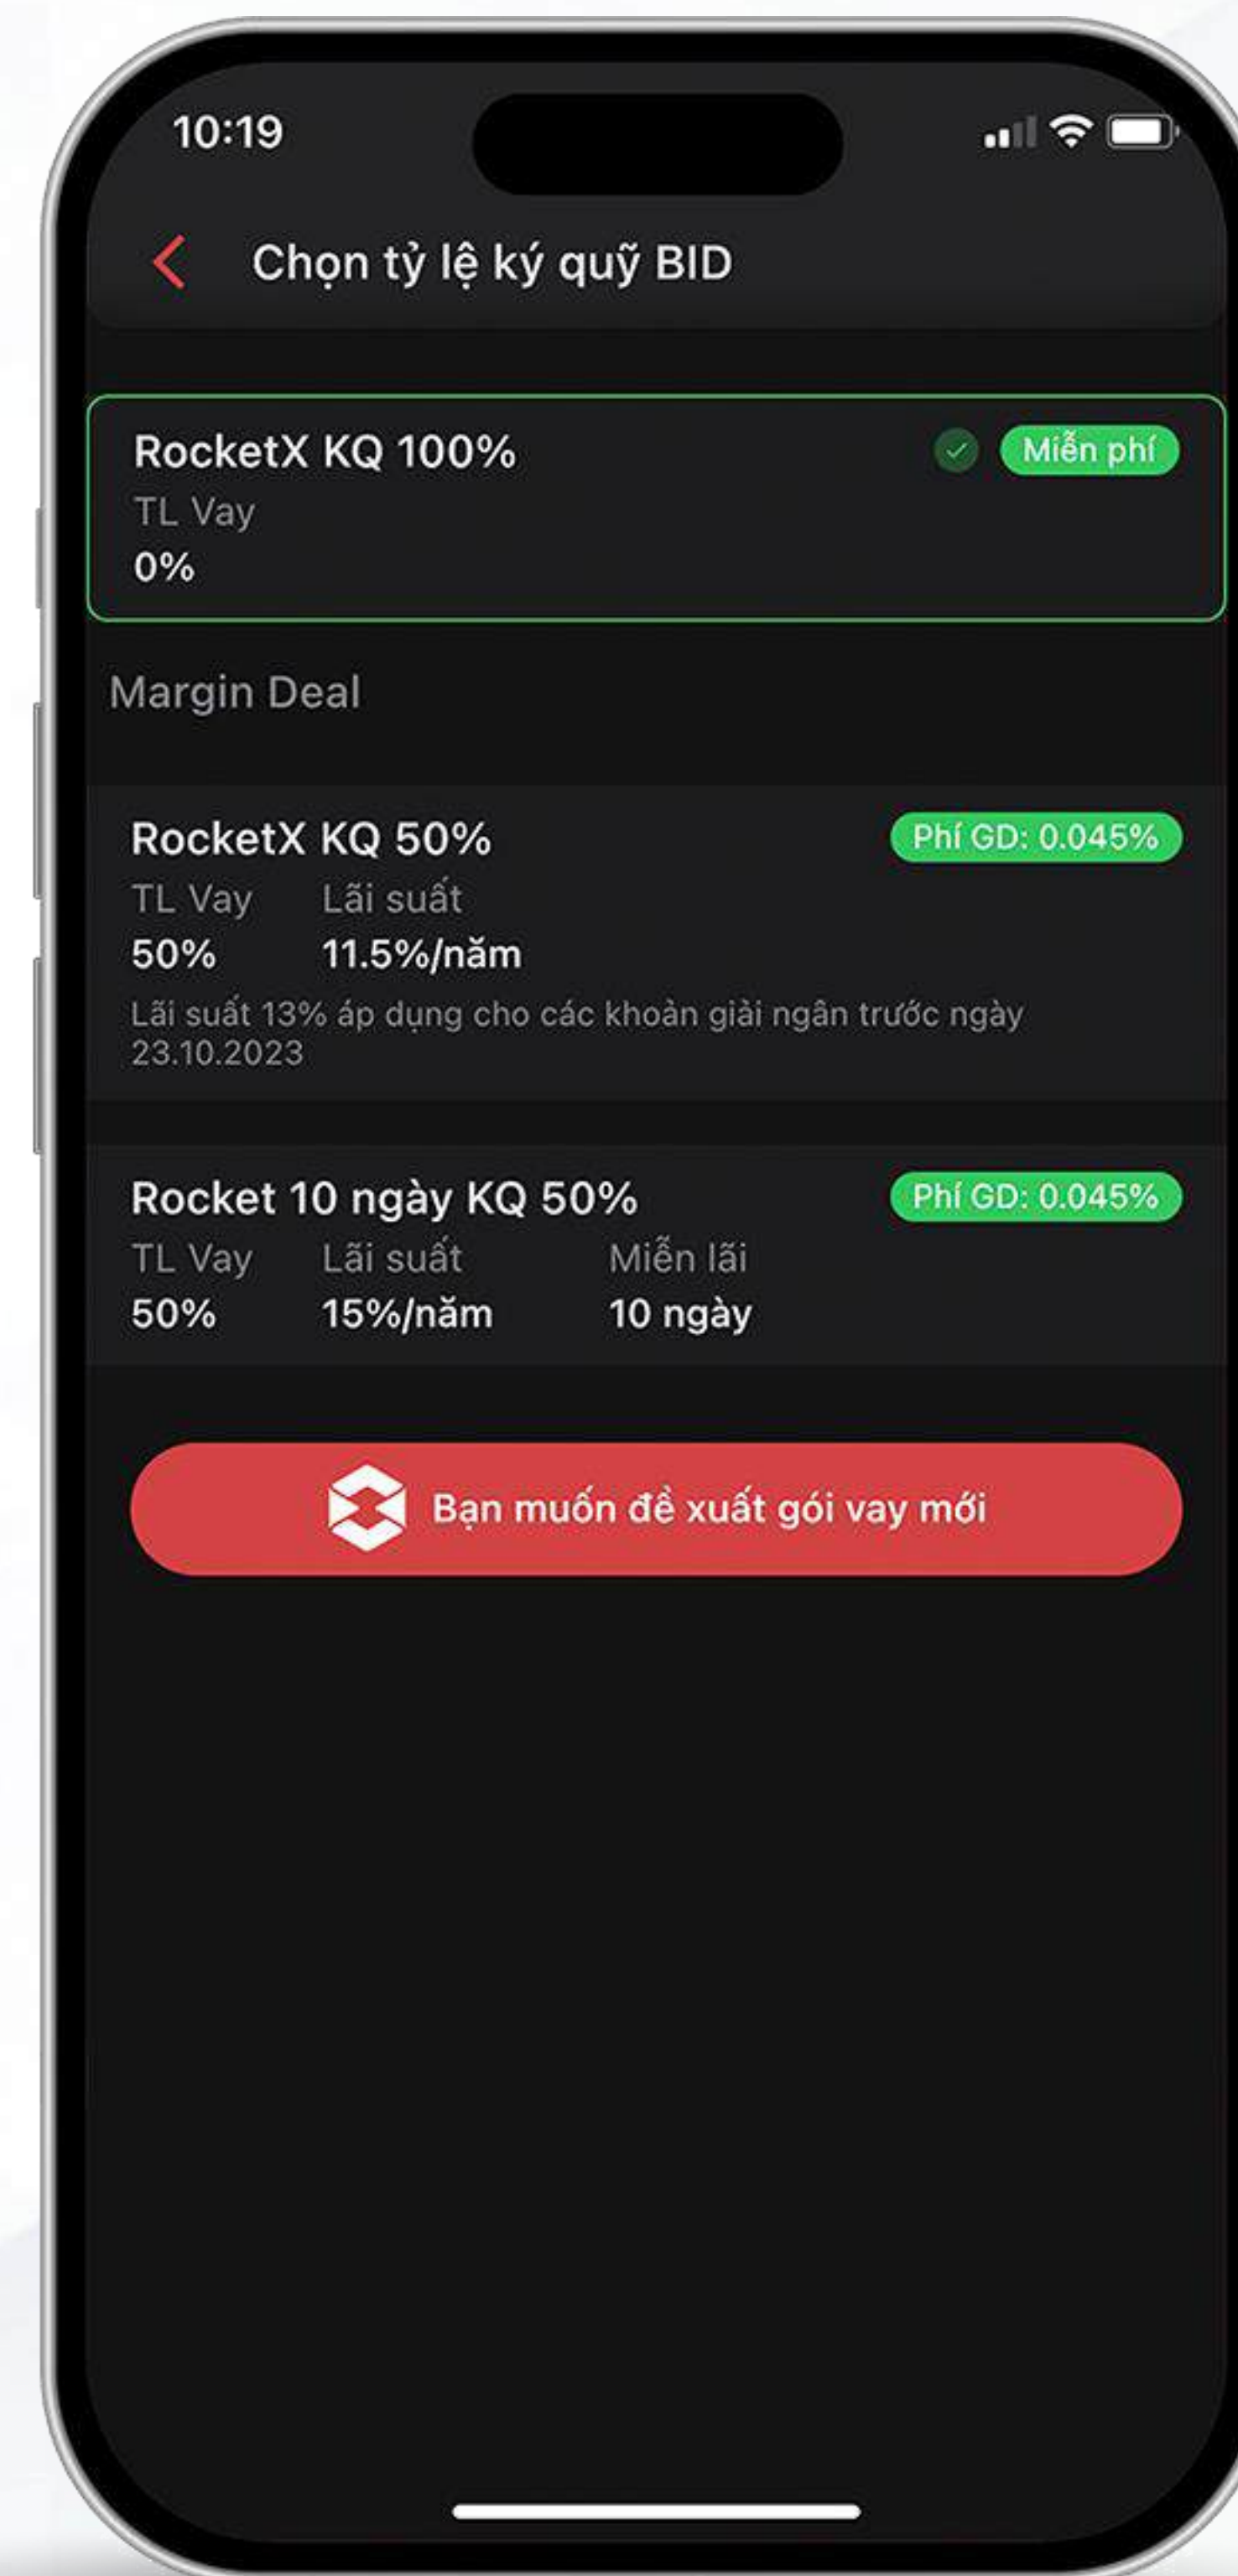 10:19
Chọn tỷ lệ ký quỹ BID
RocketX KQ 100%
Miễn phí
TL Vay
0%
Margin Deal
RocketX KQ 50%
Phí GD: 0.045%
TL Vay Lãi suất
50% 11.5%/năm
Lãi suất 13% áp dụng cho các khoản giải ngân trước ngày
23.10.2023
Rocket 10 ngày KQ 50%
Phí GD: 0.045%
TL Vay Lãi suất Miễn lãi
50% 15%/năm 10 ngày
Bạn muốn đề xuất gói vay mới